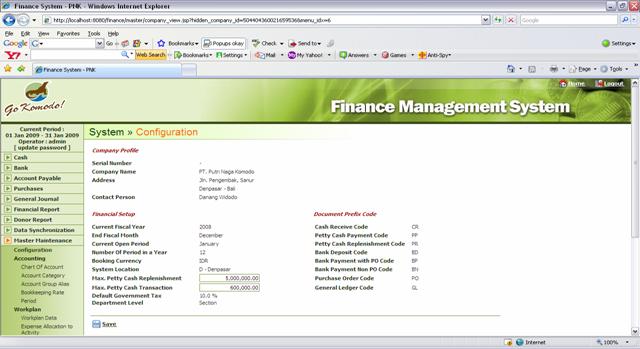 Finance System - PNK - Windows Internet Explorer
http://localhost:8080/finance/master/company_view.jsp?hidden_company_id=504404360021659536&menu_idx=6
File Edit View Favorites Tools Help
Google Go Bookmarks Popups okay Check Send to Settings
Y! Web Search Bookmarks Settings Mail My Yahoo! Answers Games Anti-Spy
Finance System - PNK
Page Tools
Home Logout
Go Komodo!
Finance Management System
Current Period :
01 Jan 2009 - 31 Jan 2009
Operator : admin
[ update password ]
Cash
Bank
Account Payable
Purchases
General Journal
Financial Report
Donor Report
Data Synchronization
Master Maintenance
Configuration
Accounting
Chart Of Account
Account Category
Account Group Alias
Bookkeeping Rate
Period
Workplan
Workplan Data
Expense Allocation to
Activity
System » Configuration
Company Profile
Serial Number -
Company Name PT. Putri Naga Komodo
Address Jln. Pengembak, Sanur
Denpasar - Bali
Contact Person Danang Widodo
Financial Setup
Current Fiscal Year 2008
End Fiscal Month December
Current Open Period January
Number Of Period in a Year 12
Booking Currency IDR
System Location D - Denpasar
Max. Petty Cash Replenishment 5,000,000.00
Max. Petty Cash Transaction 600,000.00
Default Government Tax 10.0 %
Department Level Section
Document Prefix Code
Cash Receive Code CR
Petty Cash Payment Code PP
Petty Cash Replenishment Code PR
Bank Deposit Code BD
Bank Payment with PO Code BP
Bank Payment Non PO Code BN
Purchase Order Code PO
General Ledger Code GL
Save
Internet 100%